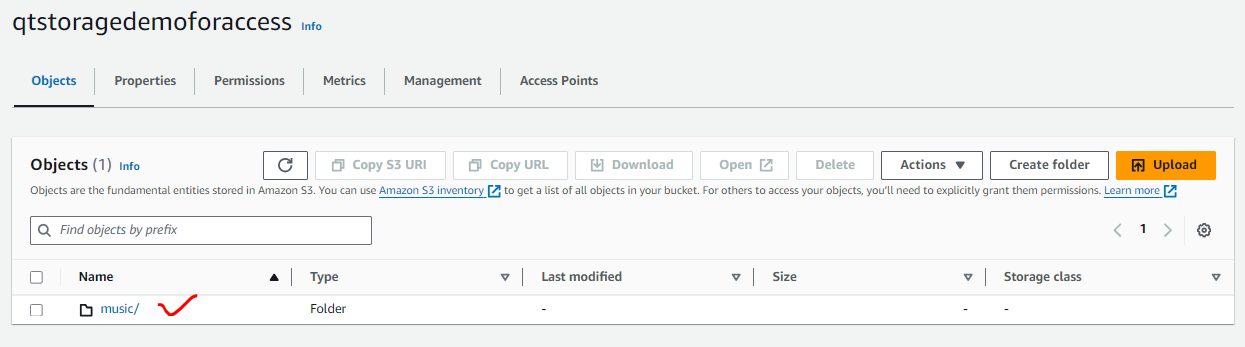 qtstoragedemoforaccess Info
Objects Properties Permissions Metrics Management Access Points
Objects (1) Info Copy S3 URI Copy URL Download Open Delete Actions Create folder Upload
Objects are the fundamental entities stored in Amazon S3. You can use Amazon S3 inventory to get a list of all objects in your bucket. For others to access your objects, you'll need to explicitly grant them permissions. Learn more
Find objects by prefix 1
Name Type Last modified Size Storage class
music/ Folder - - -